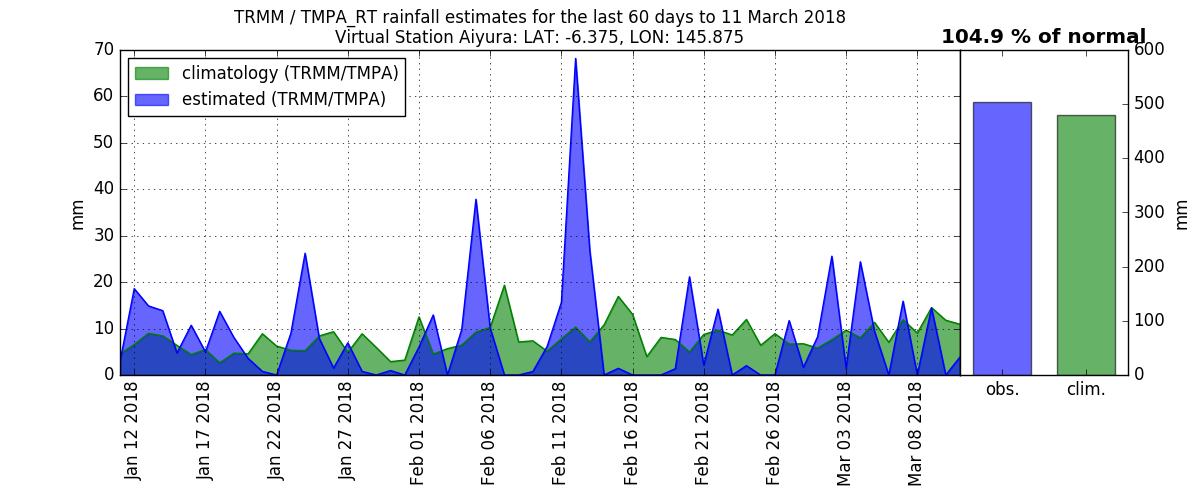 TRMM / TMPA_RT rainfall estimates for the last 60 days to 11 March 2018
Virtual Station Aiyura: LAT: -6.375, LON: 145.875
104.9 % of normal
climatology (TRMM/TMPA)
estimated (TRMM/TMPA)
70
60
50
40
30
20
10
0
mm
Jan 12 2018
Jan 17 2018
Jan 22 2018
Jan 27 2018
Feb 01 2018
Feb 06 2018
Feb 11 2018
Feb 16 2018
Feb 21 2018
Feb 26 2018
Mar 03 2018
Mar 08 2018
600
500
400
300
200
100
0
mm
obs.
clim.